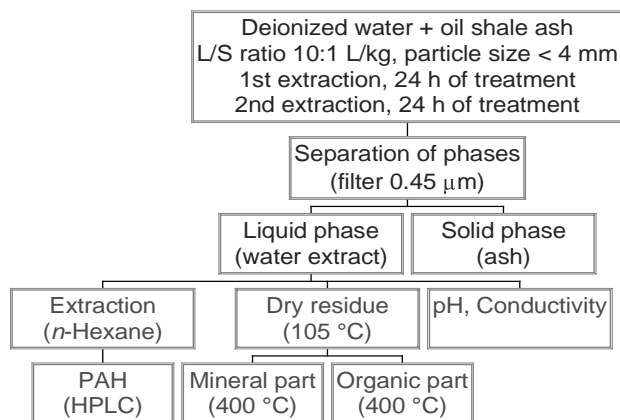 Deionized water + oil shale ash
L/S ratio 10:1 L/kg, particle size < 4 mm
1st extraction, 24 h of treatment
2nd extraction, 24 h of treatment
Separation of phases
(filter 0.45 μm)
Liquid phase
(water extract)
Solid phase
(ash)
Extraction
(n-Hexane)
Dry residue
(105 °C)
pH, Conductivity
PAH
(HPLC)
Mineral part
(400 °C)
Organic part
(400 °C)